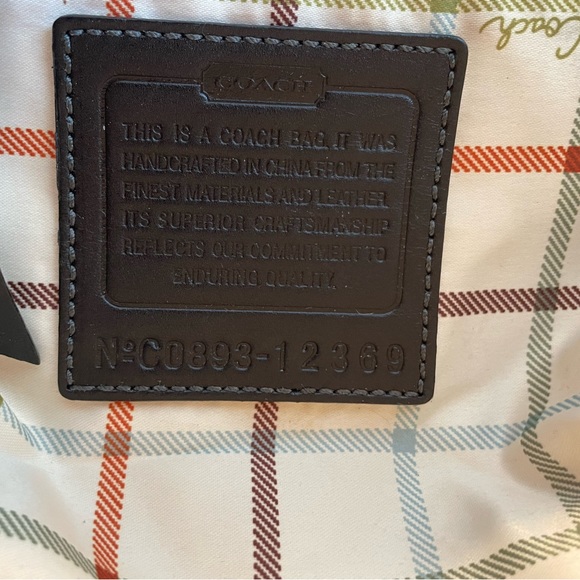 Coach
COACH
THIS IS A COACH BAG. IT WAS
HANDCRAFTED IN CHINA FROM THE
FINEST MATERIALS AND LEATHER.
ITS SUPERIOR CRAFTSMANSHIP
REFLECTS OUR COMMITMENT TO
ENDURING QUALITY.
NºC0893-12369